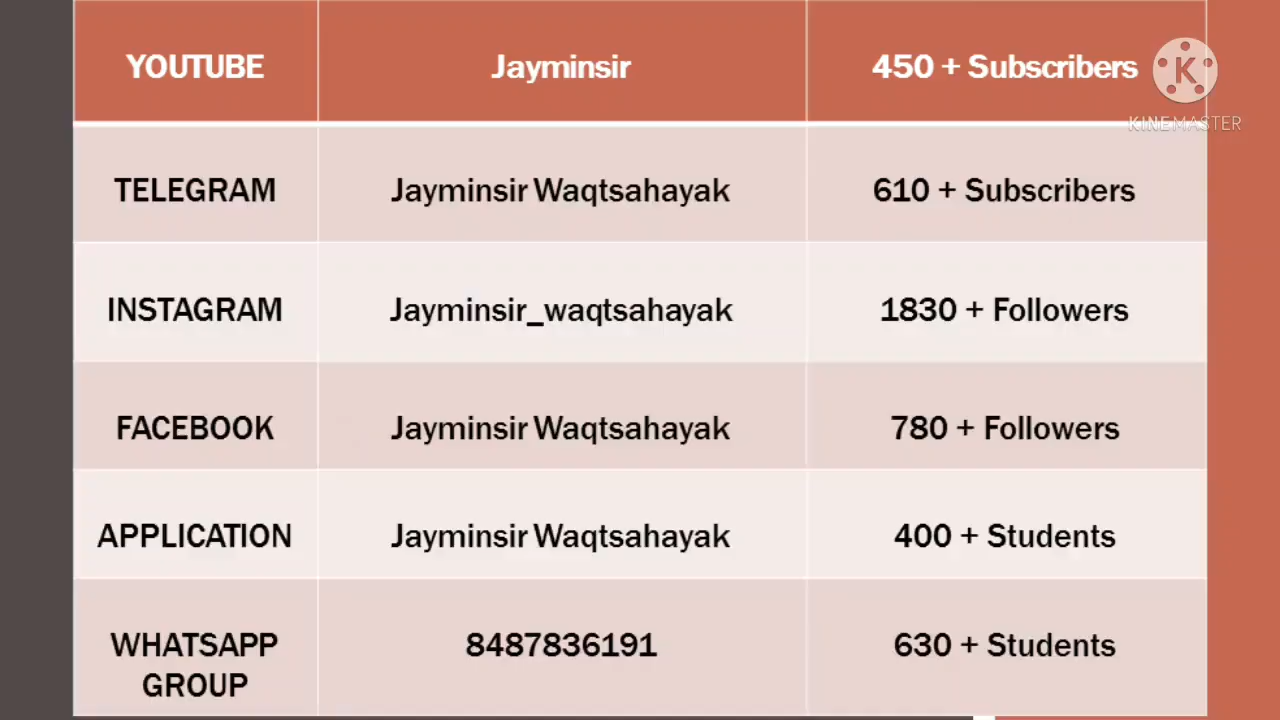 YOUTUBE Jayminsir 450 + Subscribers
K
KINEMASTER
TELEGRAM Jayminsir Waqtsahayak 610 + Subscribers
INSTAGRAM Jayminsir_waqtsahayak 1830 + Followers
FACEBOOK Jayminsir Waqtsahayak 780 + Followers
APPLICATION Jayminsir Waqtsahayak 400 + Students
WHATSAPP 8487836191 630 + Students
GROUP